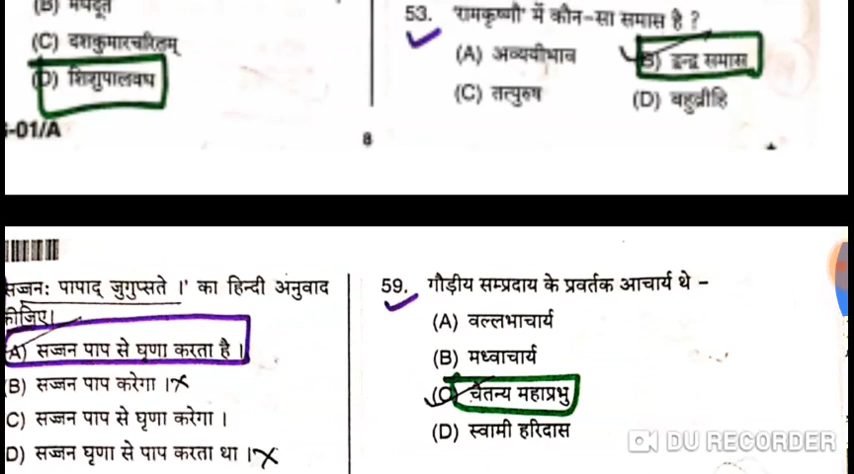 (B) मेघदूत
(C) दशकुमारचरितम्
(D) शिशुपालवध
-01/A
8
53. 'रामकृष्णौ' में कौन-सा समास है ?
(A) अव्ययीभाव
(B) द्वन्द्व समास
(C) तत्पुरुष
(D) बहुव्रीहि
सज्जनः पापाद् जुगुप्सते ।' का हिन्दी अनुवाद
कीजिए।
(A) सज्जन पाप से घृणा करता है ।
(B) सज्जन पाप करेगा ।
C) सज्जन पाप से घृणा करेगा ।
D) सज्जन घृणा से पाप करता था ।
59. गौड़ीय सम्प्रदाय के प्रवर्तक आचार्य थे -
(A) वल्लभाचार्य
(B) मध्वाचार्य
(C) चैतन्य महाप्रभु
(D) स्वामी हरिदास
DU RECORDER